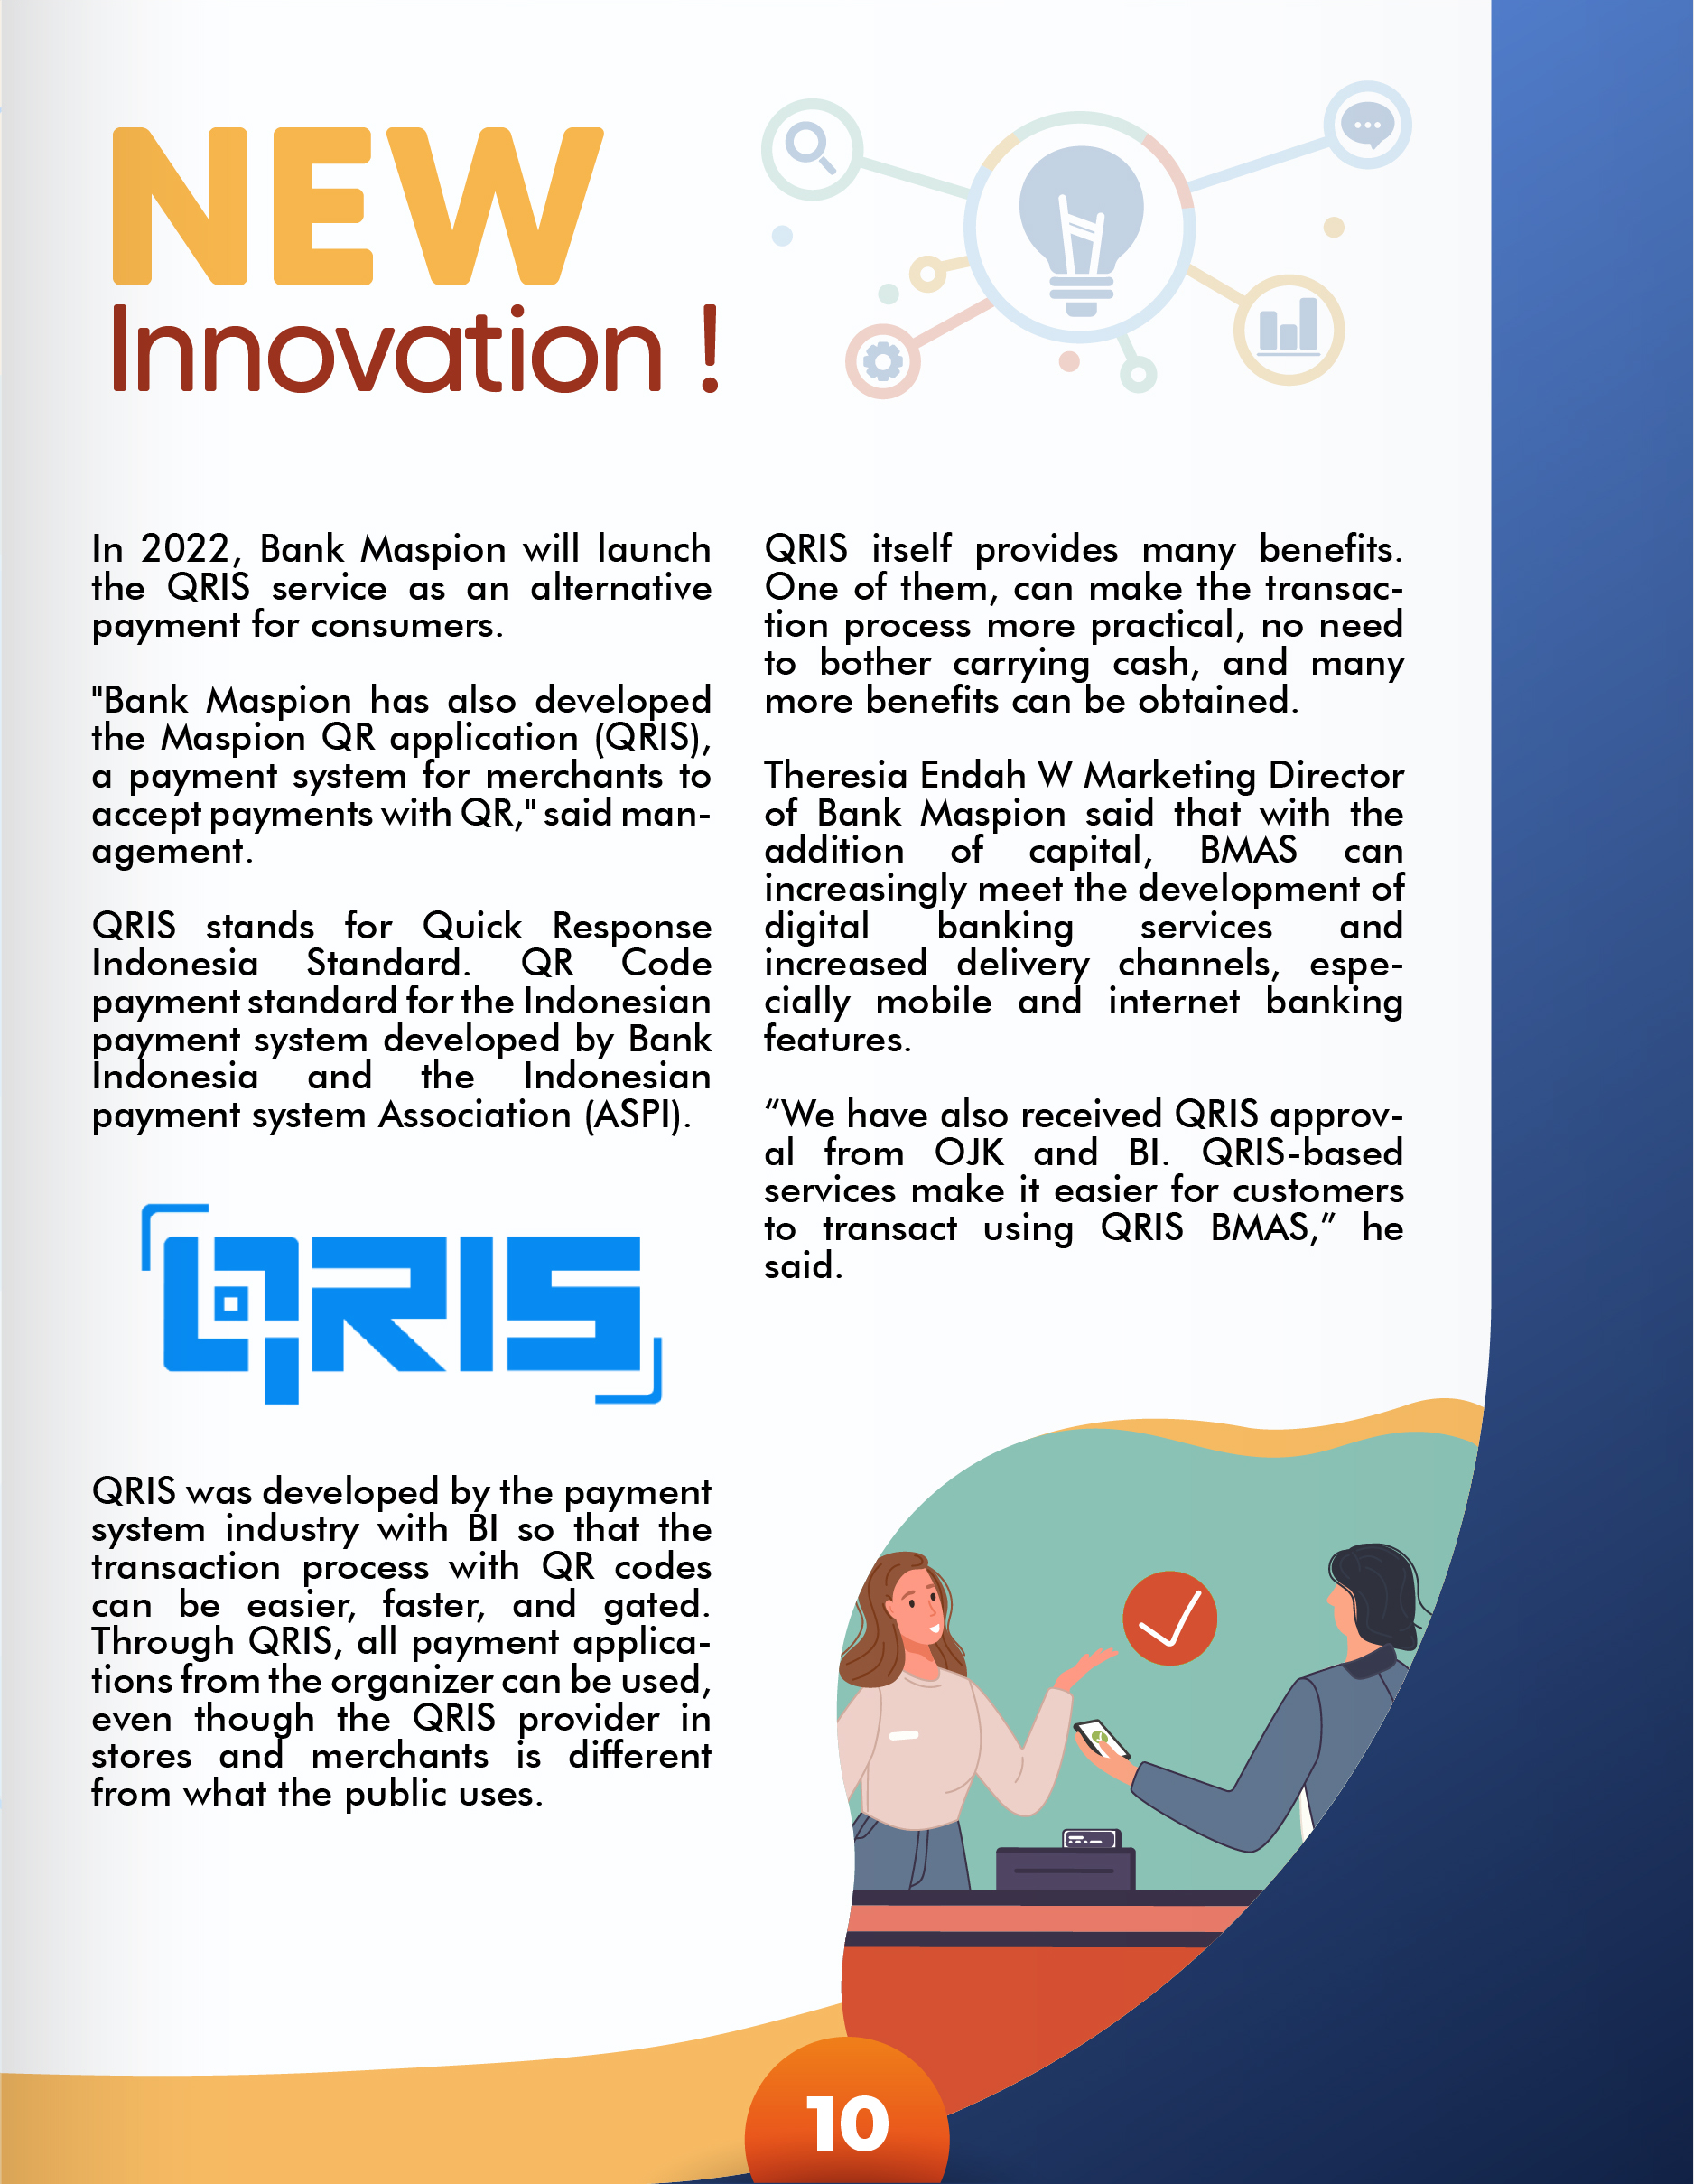 NEW
Innovation !
In 2022, Bank Maspion will launch
the QRIS service as an alternative
payment for consumers.
"Bank Maspion has also developed
the Maspion QR application (QRIS),
a payment system for merchants to
accept payments with QR," said man-
agement.
QRIS stands for Quick Response
Indonesia Standard. QR Code
payment standard for the Indonesian
payment system developed by Bank
Indonesia and the Indonesian
payment system Association (ASPI).
QRIS
QRIS was developed by the payment
system industry with BI so that the
transaction process with QR codes
can be easier, faster, and gated.
Through QRIS, all payment applica-
tions from the organizer can be used,
even though the QRIS provider in
stores and merchants is different
from what the public uses.
QRIS itself provides many benefits.
One of them, can make the transac-
tion process more practical, no need
to bother carrying cash, and many
more benefits can be obtained.
Theresia Endah W Marketing Director
of Bank Maspion said that with the
addition of capital, BMAS can
increasingly meet the development of
digital banking services and
increased delivery channels, espe-
cially mobile and internet banking
features.
“We have also received QRIS approv-
al from OJK and BI. QRIS-based
services make it easier for customers
to transact using QRIS BMAS,” he
said.
10